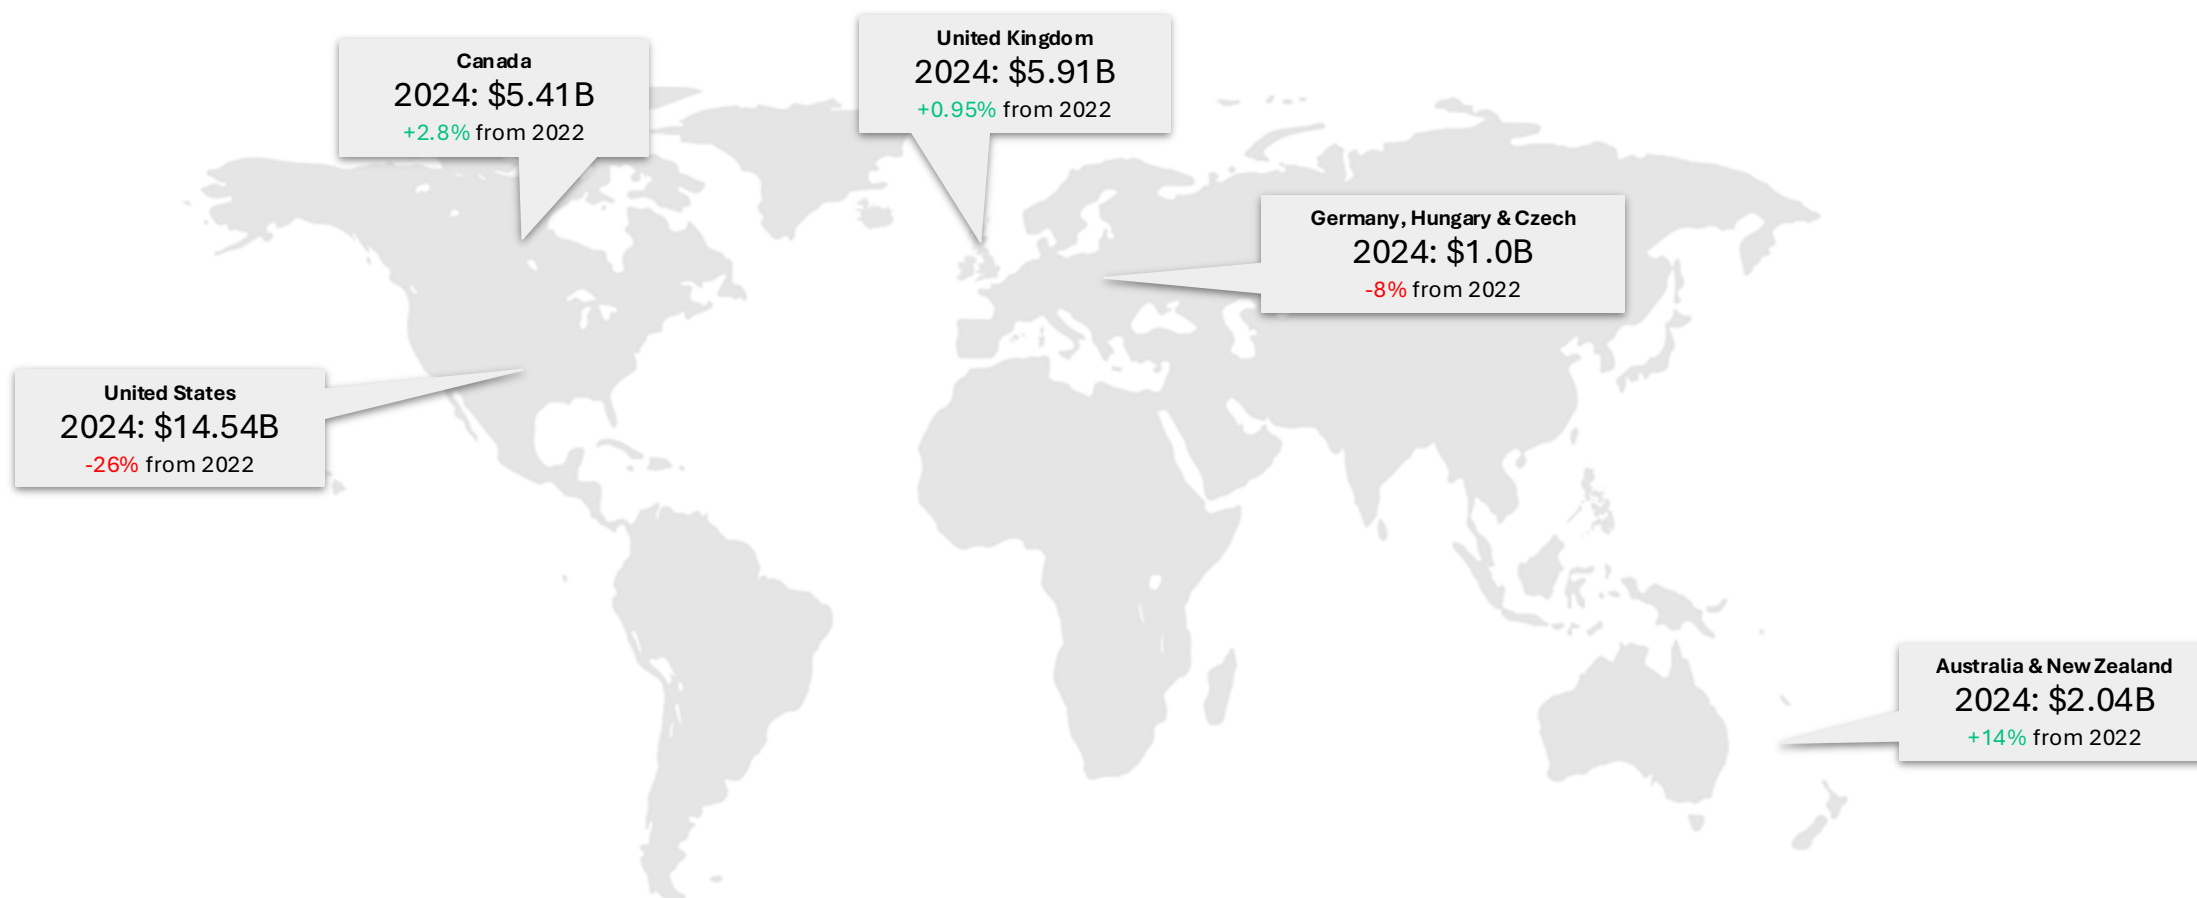 Canada
2024: $5.41B
+2.8% from 2022
United Kingdom
2024: $5.91B
+0.95% from 2022
Germany, Hungary & Czech
2024: $1.0B
-8% from 2022
United States
2024: $14.54B
-26% from 2022
Australia & New Zealand
2024: $2.04B
+14% from 2022